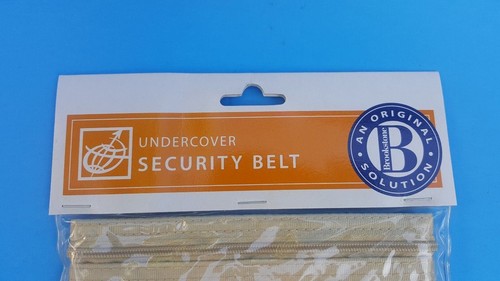 UNDERCOVER
SECURITY BELT
AN ORIGINAL
Brookstone
B
SOLUTION